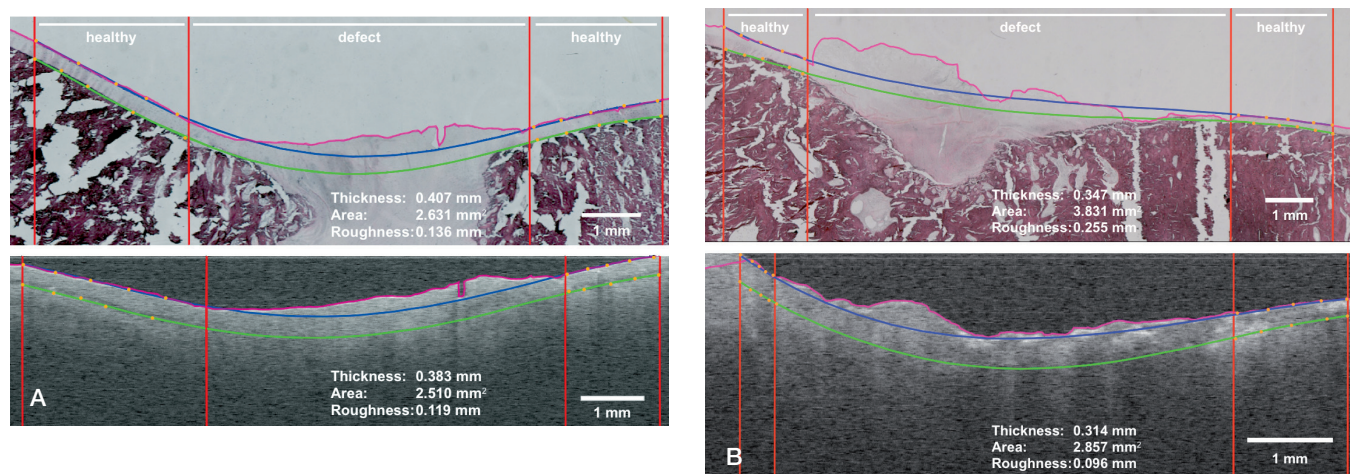 healthy defect healthy
Thickness: 0.407 mm
Area: 2.631 mm²
Roughness: 0.136 mm
1 mm
Thickness: 0.383 mm
Area: 2.510 mm²
Roughness: 0.119 mm
1 mm
A
healthy defect healthy
Thickness: 0.347 mm
Area: 3.831 mm²
Roughness: 0.255 mm
1 mm
Thickness: 0.314 mm
Area: 2.857 mm²
Roughness: 0.096 mm
1 mm
B